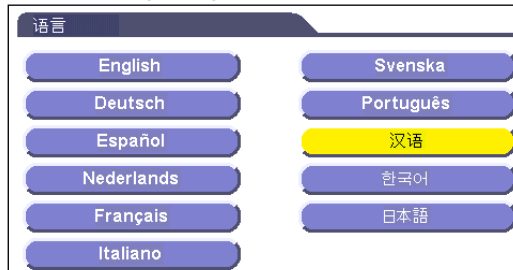 语言
English
Svenska
Deutsch
Português
Español
汉语
Nederlands
한국어
Français
日本語
Italiano